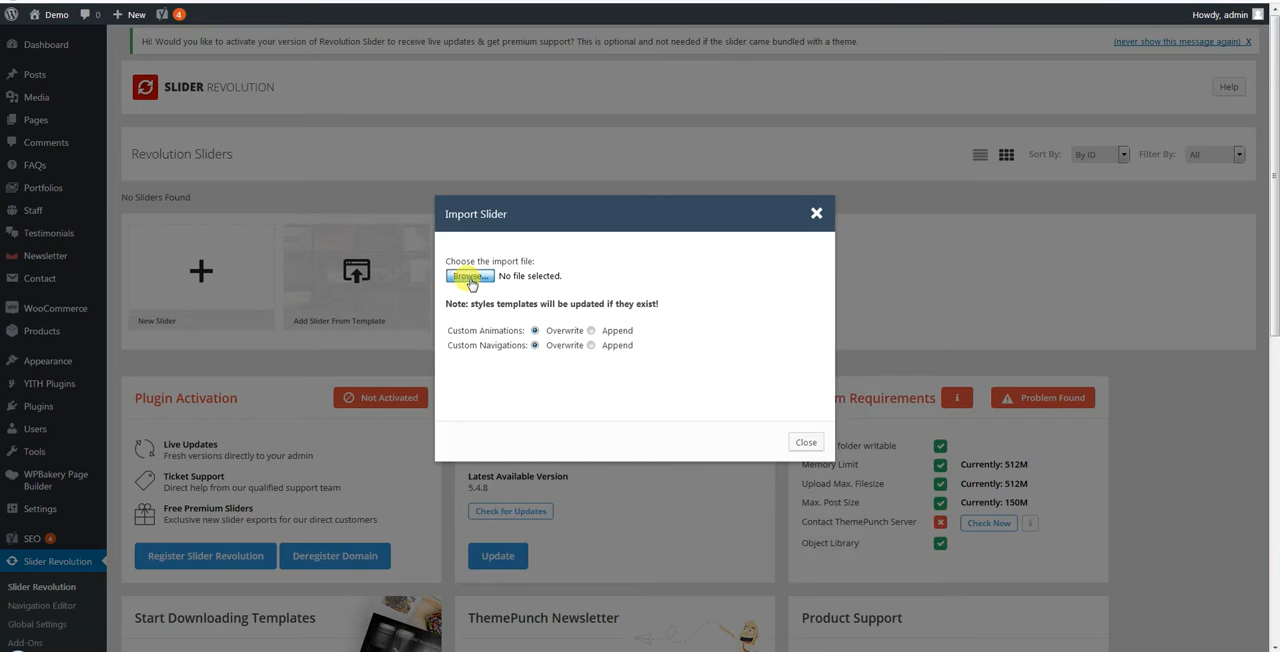 Demo
0
New
4
Howdy, admin
Dashboard
Posts
Media
Pages
Comments
FAQs
Portfolios
Staff
Testimonials
Newsletter
Contact
WooCommerce
Products
Appearance
YITH Plugins
Plugins
Users
Tools
WPBakery Page
Builder
Settings
SEO 4
Slider Revolution
Slider Revolution
Navigation Editor
Global Settings
Add-Ons
Hi! Would you like to activate your version of Revolution Slider to receive live updates & get premium support? This is optional and not needed if the slider came bundled with a theme.
(never show this message again) X
SLIDER REVOLUTION
Help
Revolution Sliders
Sort By: By ID
Filter By: All
No Sliders Found
New Slider
Add Slider From Template
Import Slider
Choose the import file:
Browse... No file selected.
Note: styles templates will be updated if they exist!
Custom Animations: Overwrite Append
Custom Navigations: Overwrite Append
Close
Plugin Activation
Not Activated
Live Updates
Fresh versions directly to your admin
Ticket Support
Direct help from our qualified support team
Free Premium Sliders
Exclusive new slider exports for our direct customers
Register Slider Revolution
Deregister Domain
Latest Available Version
5.4.8
Check for Updates
Update
m Requirements
i
Problem Found
folder writable
Memory Limit Currently: 512M
Upload Max. Filesize Currently: 512M
Max. Post Size Currently: 150M
Contact ThemePunch Server Check Now i
Object Library
Start Downloading Templates
ThemePunch Newsletter
Product Support